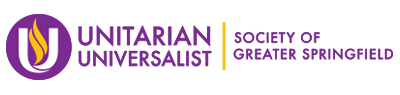 UNITARIAN
UNIVERSALIST
SOCIETY OF
GREATER SPRINGFIELD